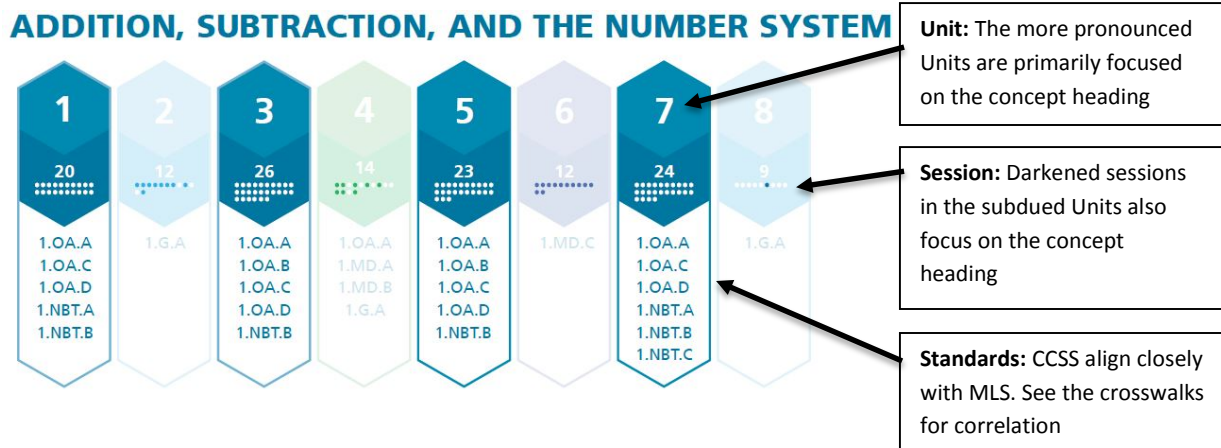 ADDITION, SUBTRACTION, AND THE NUMBER SYSTEM
1
20
1.OA.A
1.OA.C
1.OA.D
1.NBT.A
1.NBT.B
2
12
1.G.A
3
26
1.OA.A
1.OA.B
1.OA.C
1.OA.D
1.NBT.B
4
14
1.OA.A
1.MD.A
1.MD.B
1.G.A
5
23
1.OA.A
1.OA.B
1.OA.C
1.OA.D
1.NBT.B
6
12
1.MD.C
7
24
1.OA.A
1.OA.C
1.OA.D
1.NBT.A
1.NBT.B
1.NBT.C
8
9
1.G.A
Unit: The more pronounced
Units are primarily focused
on the concept heading
Session: Darkened sessions
in the subdued Units also
focus on the concept
heading
Standards: CCSS align closely
with MLS. See the crosswalks
for correlation